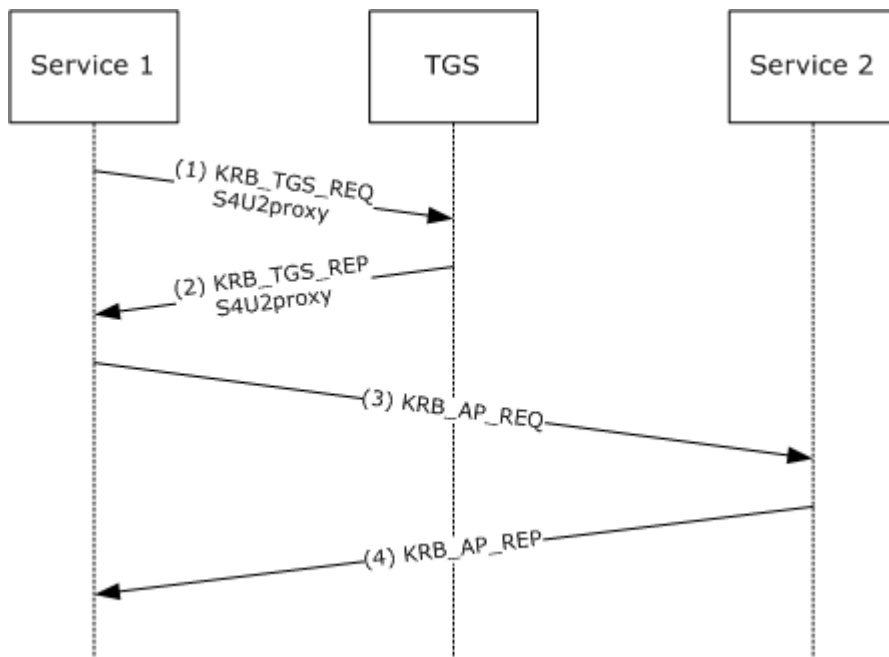 Service 1
TGS
Service 2
(1) KRB_TGS_REQ
S4U2proxy
(2) KRB_TGS_REP
S4U2proxy
(3) KRB_AP_REQ
(4) KRB_AP_REP